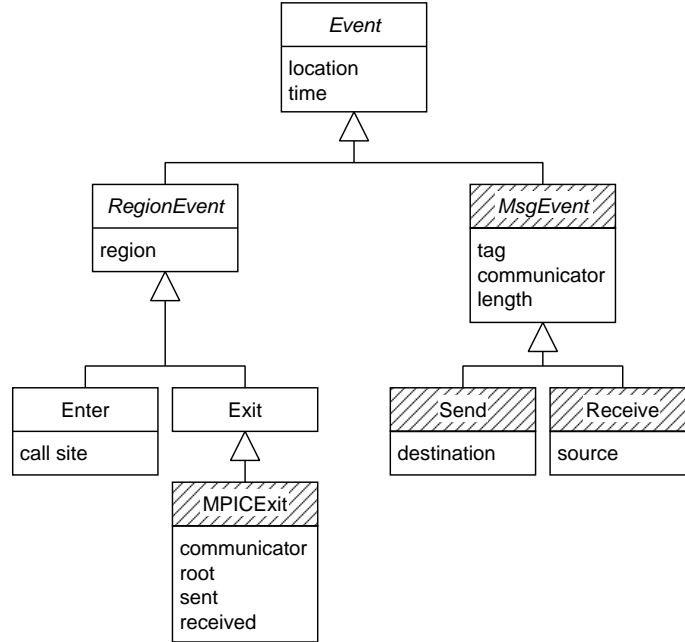 Event
location
time
RegionEvent
region
MsgEvent
tag
communicator
length
Enter
call site
Exit
Send
destination
Receive
source
MPICExit
communicator
root
sent
received